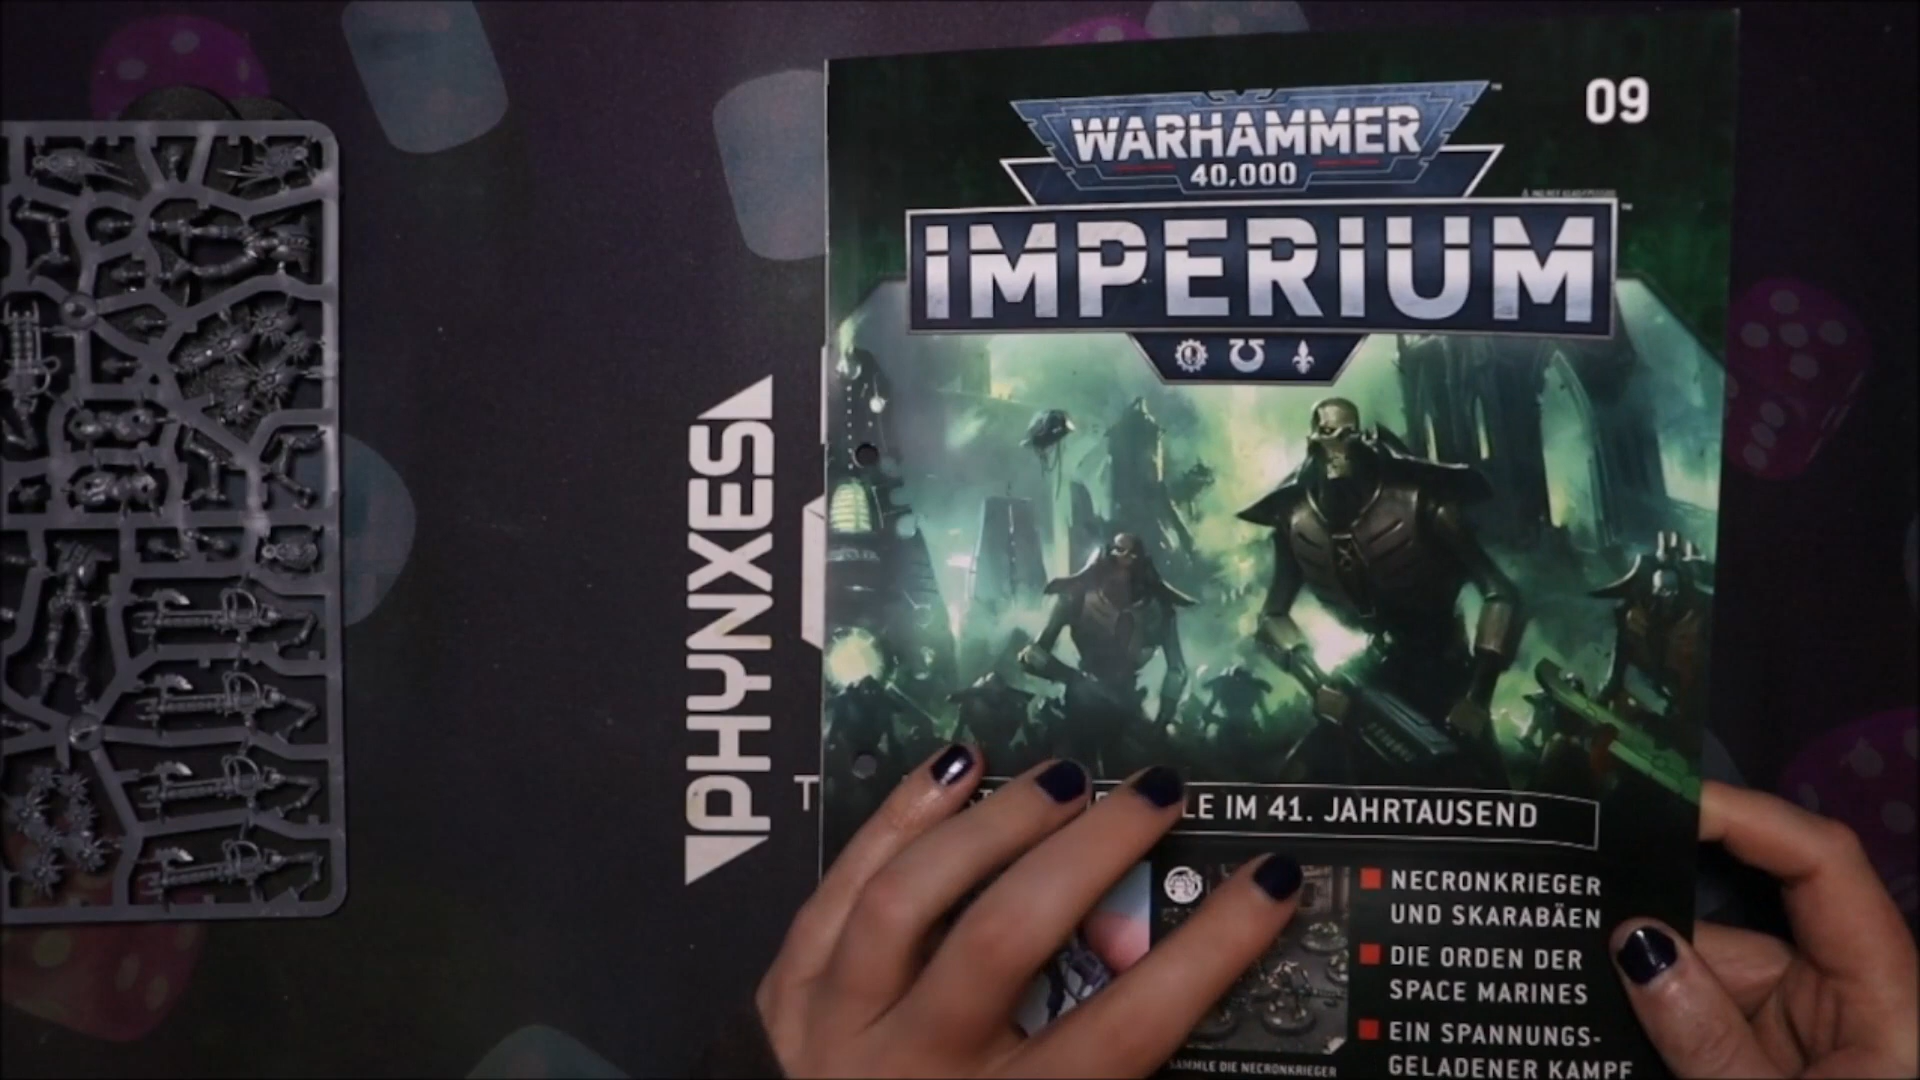 WARHAMMER
40,000
09
IMPERIUM
PHYNXES
T
LE IM 41. JAHRTAUSEND
NECRONKRIEGER
UND SKARABÄEN
DIE ORDEN DER
SPACE MARINES
EIN SPANNUNGS-
GELADENER KAMPF
SAMMLE DIE NECRONKRIEGER